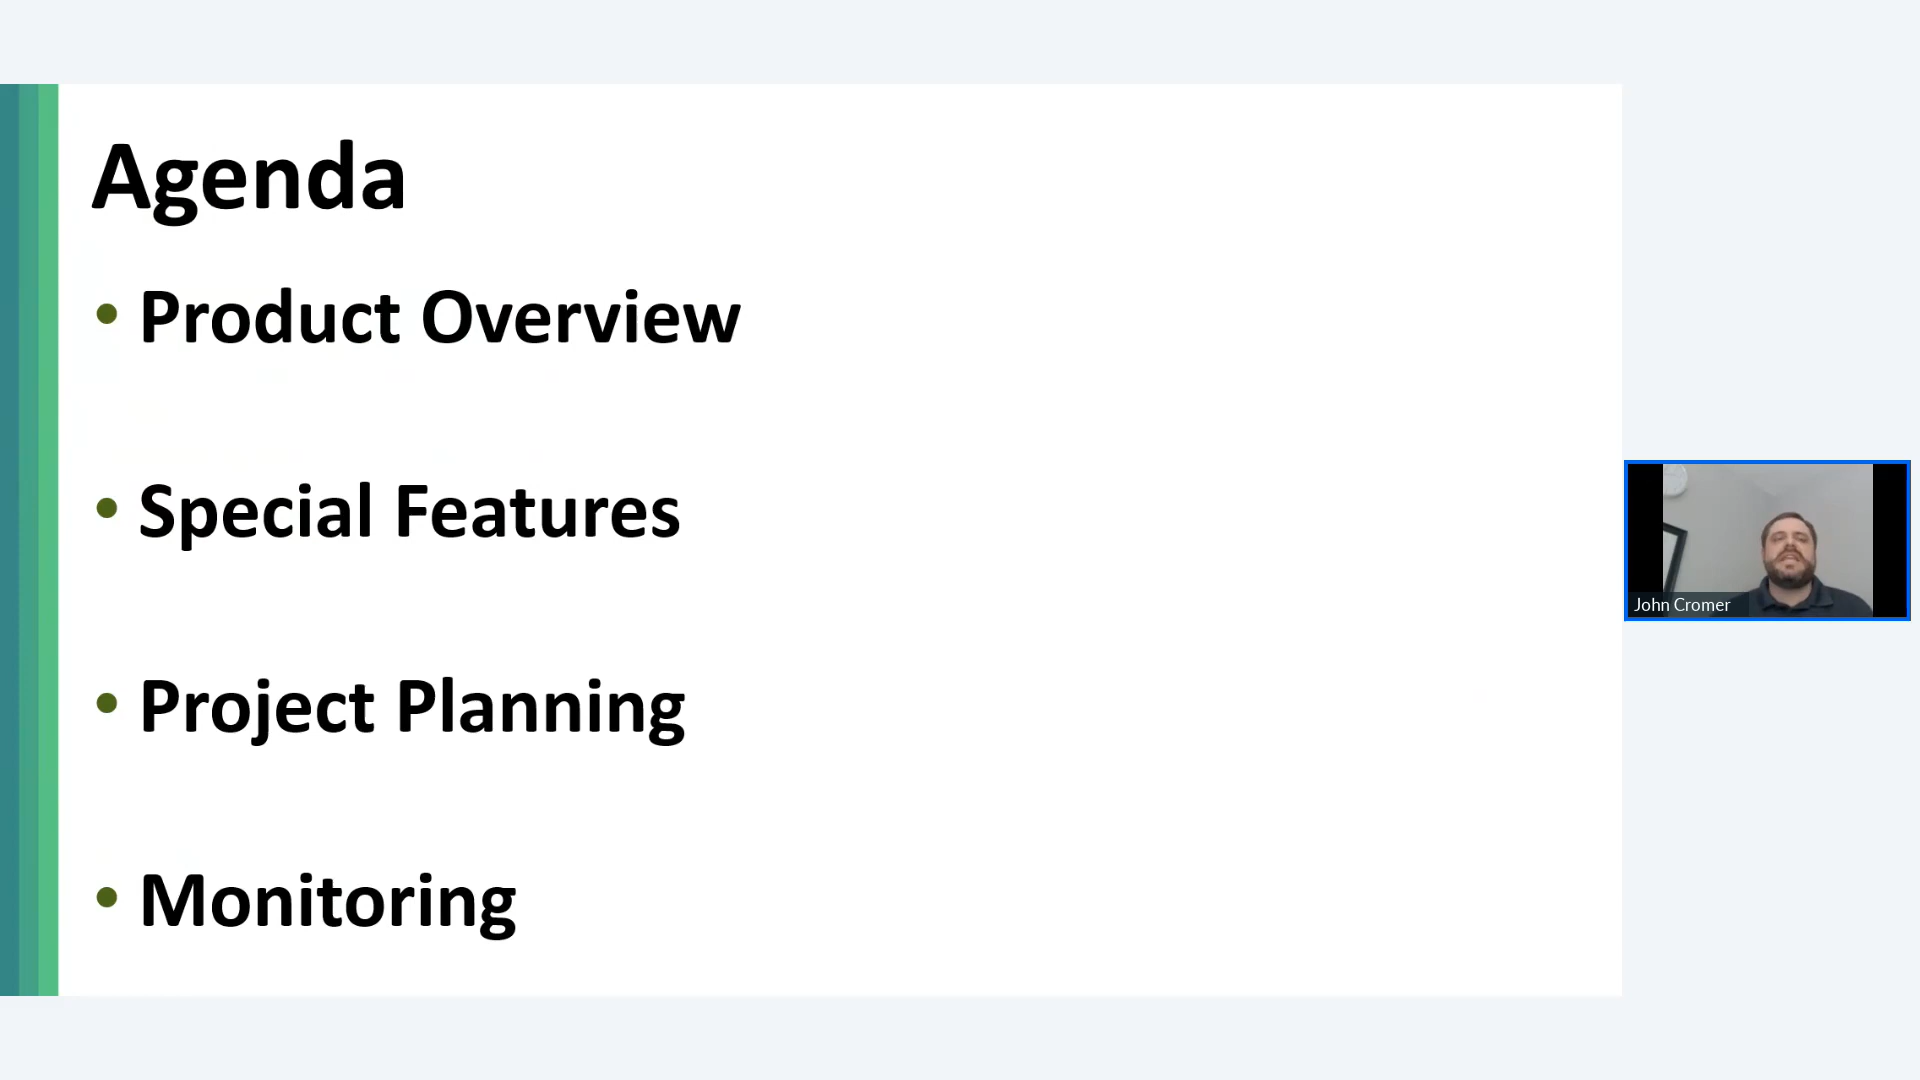 Agenda
• Product Overview
• Special Features
• Project Planning
• Monitoring
John Cromer